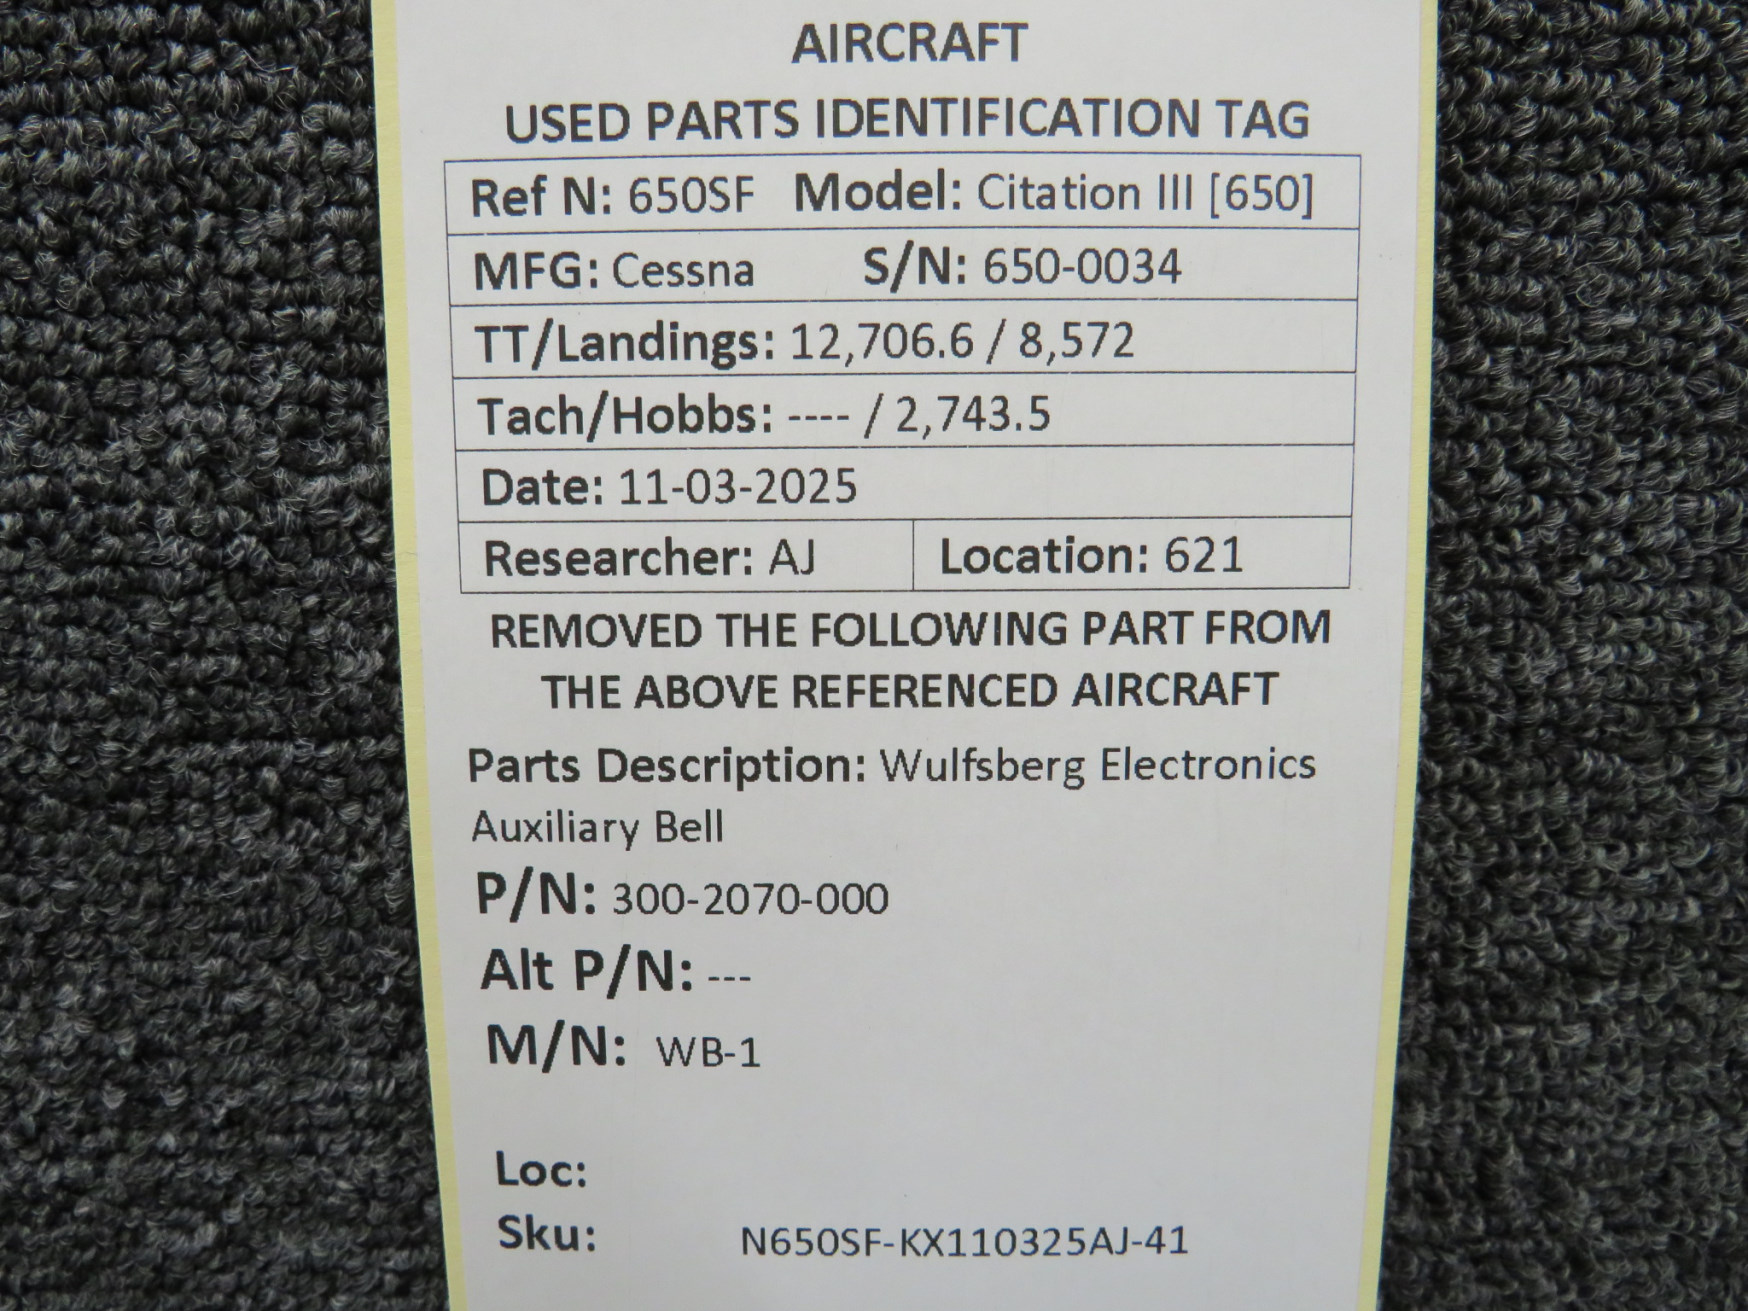 AIRCRAFT
USED PARTS IDENTIFICATION TAG
Ref N: 650SF Model: Citation III [650]
MFG: Cessna S/N: 650-0034
TT/Landings: 12,706.6 / 8,572
Tach/Hobbs: ---- / 2,743.5
Date: 11-03-2025
Researcher: AJ Location: 621
REMOVED THE FOLLOWING PART FROM
THE ABOVE REFERENCED AIRCRAFT
Parts Description: Wulfsberg Electronics
Auxiliary Bell
P/N: 300-2070-000
Alt P/N: ---
M/N: WB-1
Loc:
Sku: N650SF-KX110325AJ-41